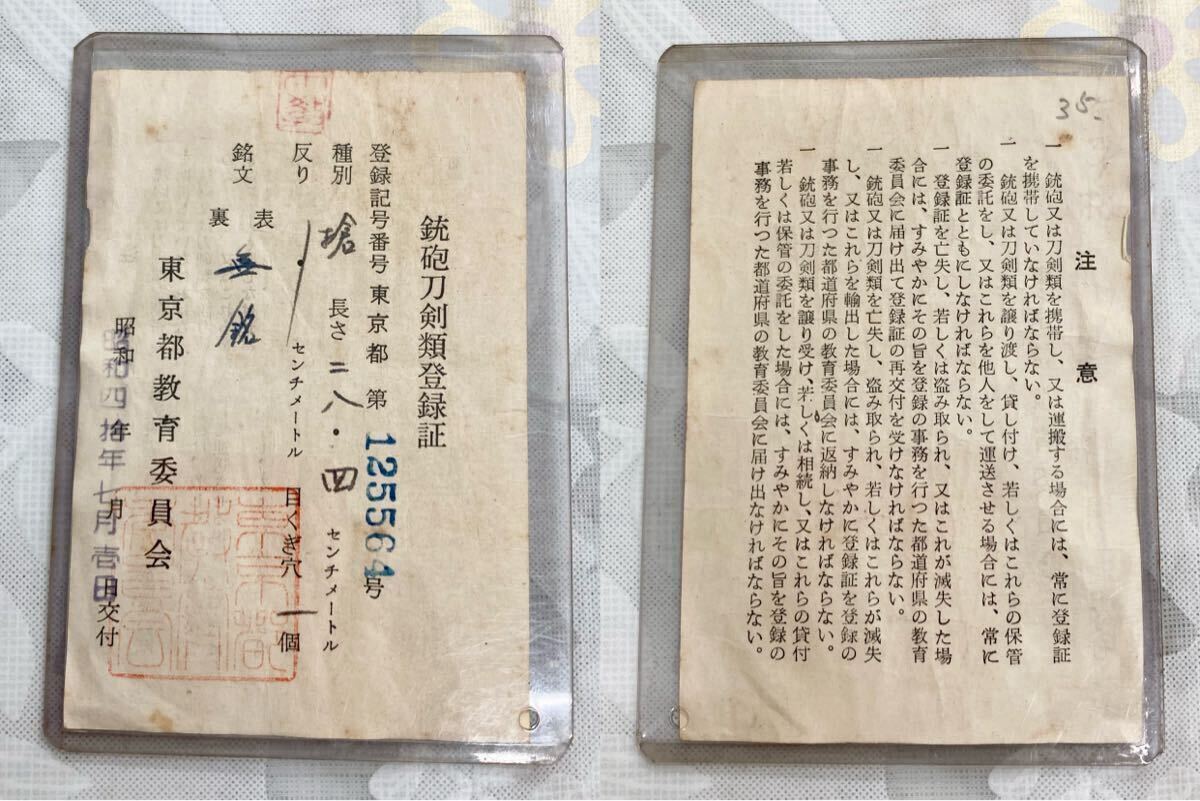 銃砲刀剣類登録証
登録記号番号 東京都 第 125564 号
種別 槍 長さ 二八・四 センチメートル
反り センチメートル 目くぎ穴 一 個
銘文 表 無銘
裏
東京都教育委員会
昭和 年 月 日交付
昭和四拾年七月壱日
35-
注意
一 銃砲又は刀剣類を携帯し、又は運搬する場合には、常に登録証
を携帯していなければならない。
一 銃砲又は刀剣類を譲り渡し、貸し付け、若しくはこれらの保管
の委託をし、又はこれらを他人をして運送させる場合には、常に
登録証とともにしなければならない。
一 登録証を亡失し、若しくは盗み取られ、又はこれが滅失した場
合には、すみやかにその旨を登録の事務を行つた都道府県の教育
委員会に届け出て登録証の再交付を受けなければならない。
一 銃砲又は刀剣類を亡失し、盗み取られ、若しくはこれらが滅失
し、又はこれらを輸出した場合には、すみやかに登録証を登録の
事務を行つた都道府県の教育委員会に返納しなければならない。
一 銃砲又は刀剣類を譲り受け、若しくは相続し、又はこれらの貸付
若しくは保管の委託をした場合には、すみやかにその旨を登録の
事務を行つた都道府県の教育委員会に届け出なければならない。